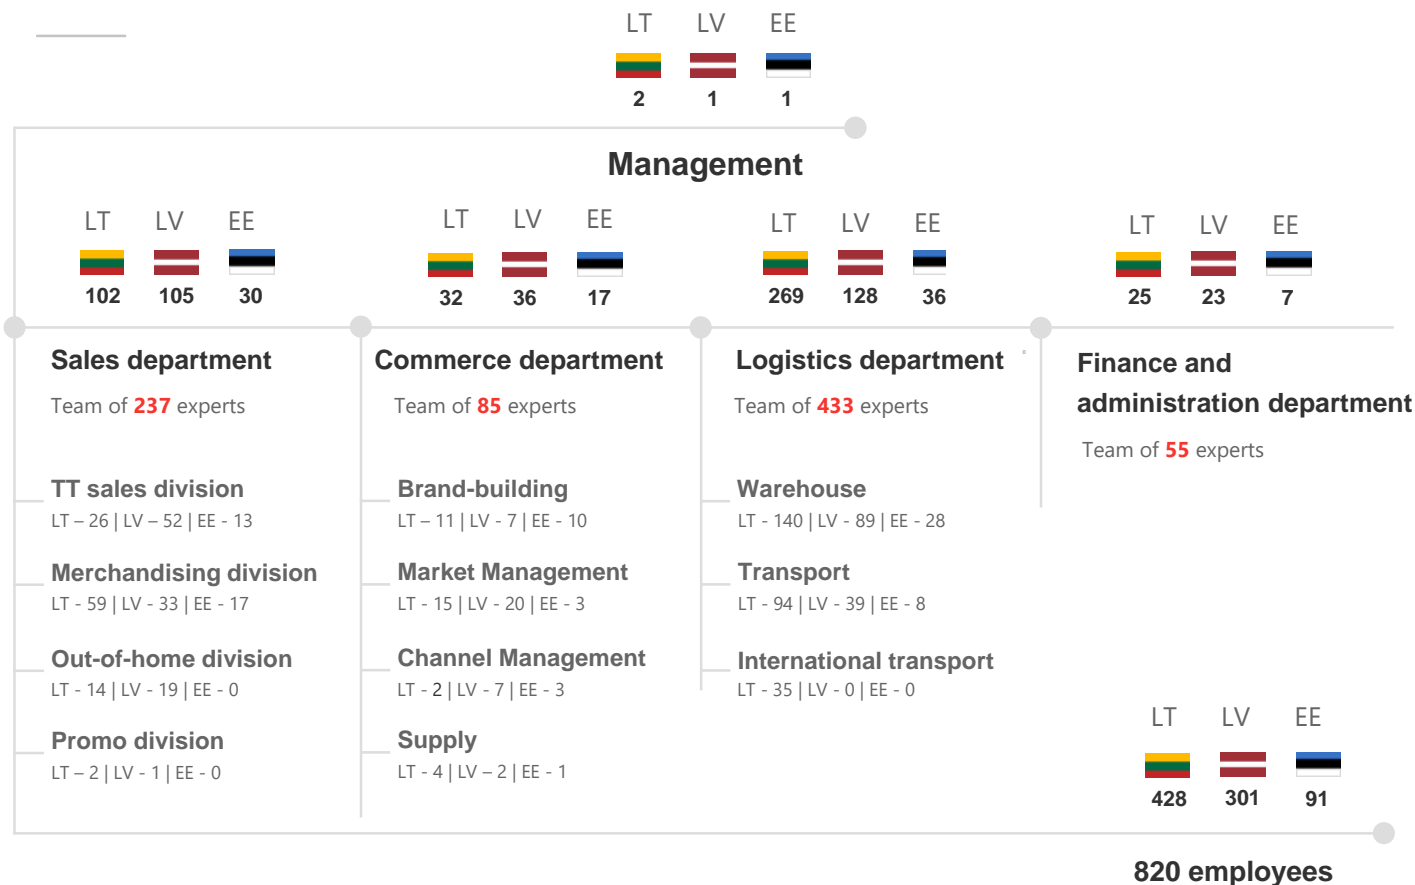 LT LV EE
2 1 1
Management
LT LV EE
102 105 30
Sales department
Team of 237 experts
TT sales division
LT – 26 | LV – 52 | EE - 13
Merchandising division
LT - 59 | LV - 33 | EE - 17
Out-of-home division
LT - 14 | LV - 19 | EE - 0
Promo division
LT – 2 | LV - 1 | EE - 0
LT LV EE
32 36 17
Commerce department
Team of 85 experts
Brand-building
LT – 11 | LV - 7 | EE - 10
Market Management
LT - 15 | LV - 20 | EE - 3
Channel Management
LT - 2 | LV - 7 | EE - 3
Supply
LT - 4 | LV – 2 | EE - 1
LT LV EE
269 128 36
Logistics department
Team of 433 experts
Warehouse
LT - 140 | LV - 89 | EE - 28
Transport
LT - 94 | LV - 39 | EE - 8
International transport
LT - 35 | LV - 0 | EE - 0
LT LV EE
25 23 7
Finance and
administration department
Team of 55 experts
LT LV EE
428 301 91
820 employees